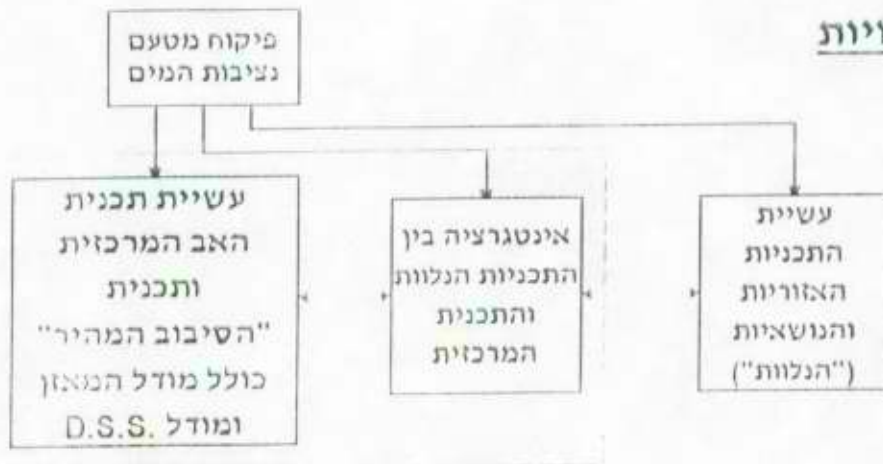 פיקוח מטעם
נציבות המים
עשיית
התכניות
האזוריות
והנושאיות
("הנלוות")
אינטגרציה בין
התכניות הנלוות
והתכנית
המרכזית
עשיית תכנית
האב המרכזית
ותכנית
"הסיבוב המהיר"
כולל מודל המאזן
ומודל D.S.S.